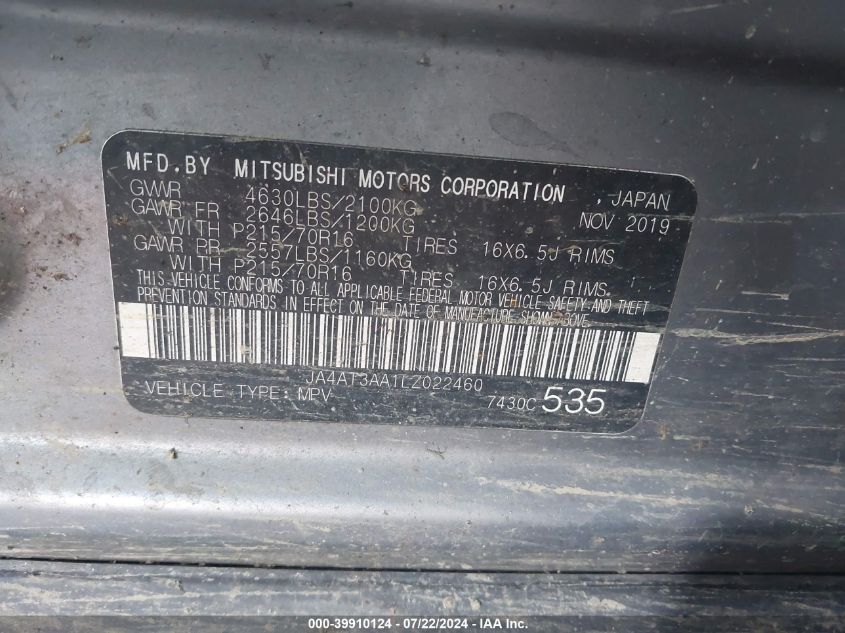 MFD.BY MITSUBISHI MOTORS CORPORATION , JAPAN
GWWR 4630LBS/2100KG NOV 2019
GAWR FR 2646LBS/1200KG
WITH P215/70R16 TIRES 16X6.5J RIMS
GAWR RR 2557LBS/1160KG
WITH P215/70R16 TIRES 16X6.5J RIMS.
THIS VEHICLE CONFORMS TO ALL APPLICABLE FEDERAL MOTOR VEHICLE SAFETY AND THEFT
PREVENTION STANDARDS IN EFFECT ON THE DATE OF MANUFACTURE SHOWN ABOVE.
JA4AT3AA1LZ022460
VEHICLE TYPE: MPV 7430C 535
000-39910124 - 07/22/2024 - IAA Inc.